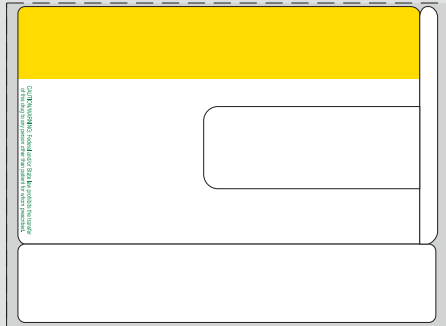 CAUTION/WARNING: Federal and/or State law prohibits the transfer
of this drug to any person other than patient for whom prescribed.